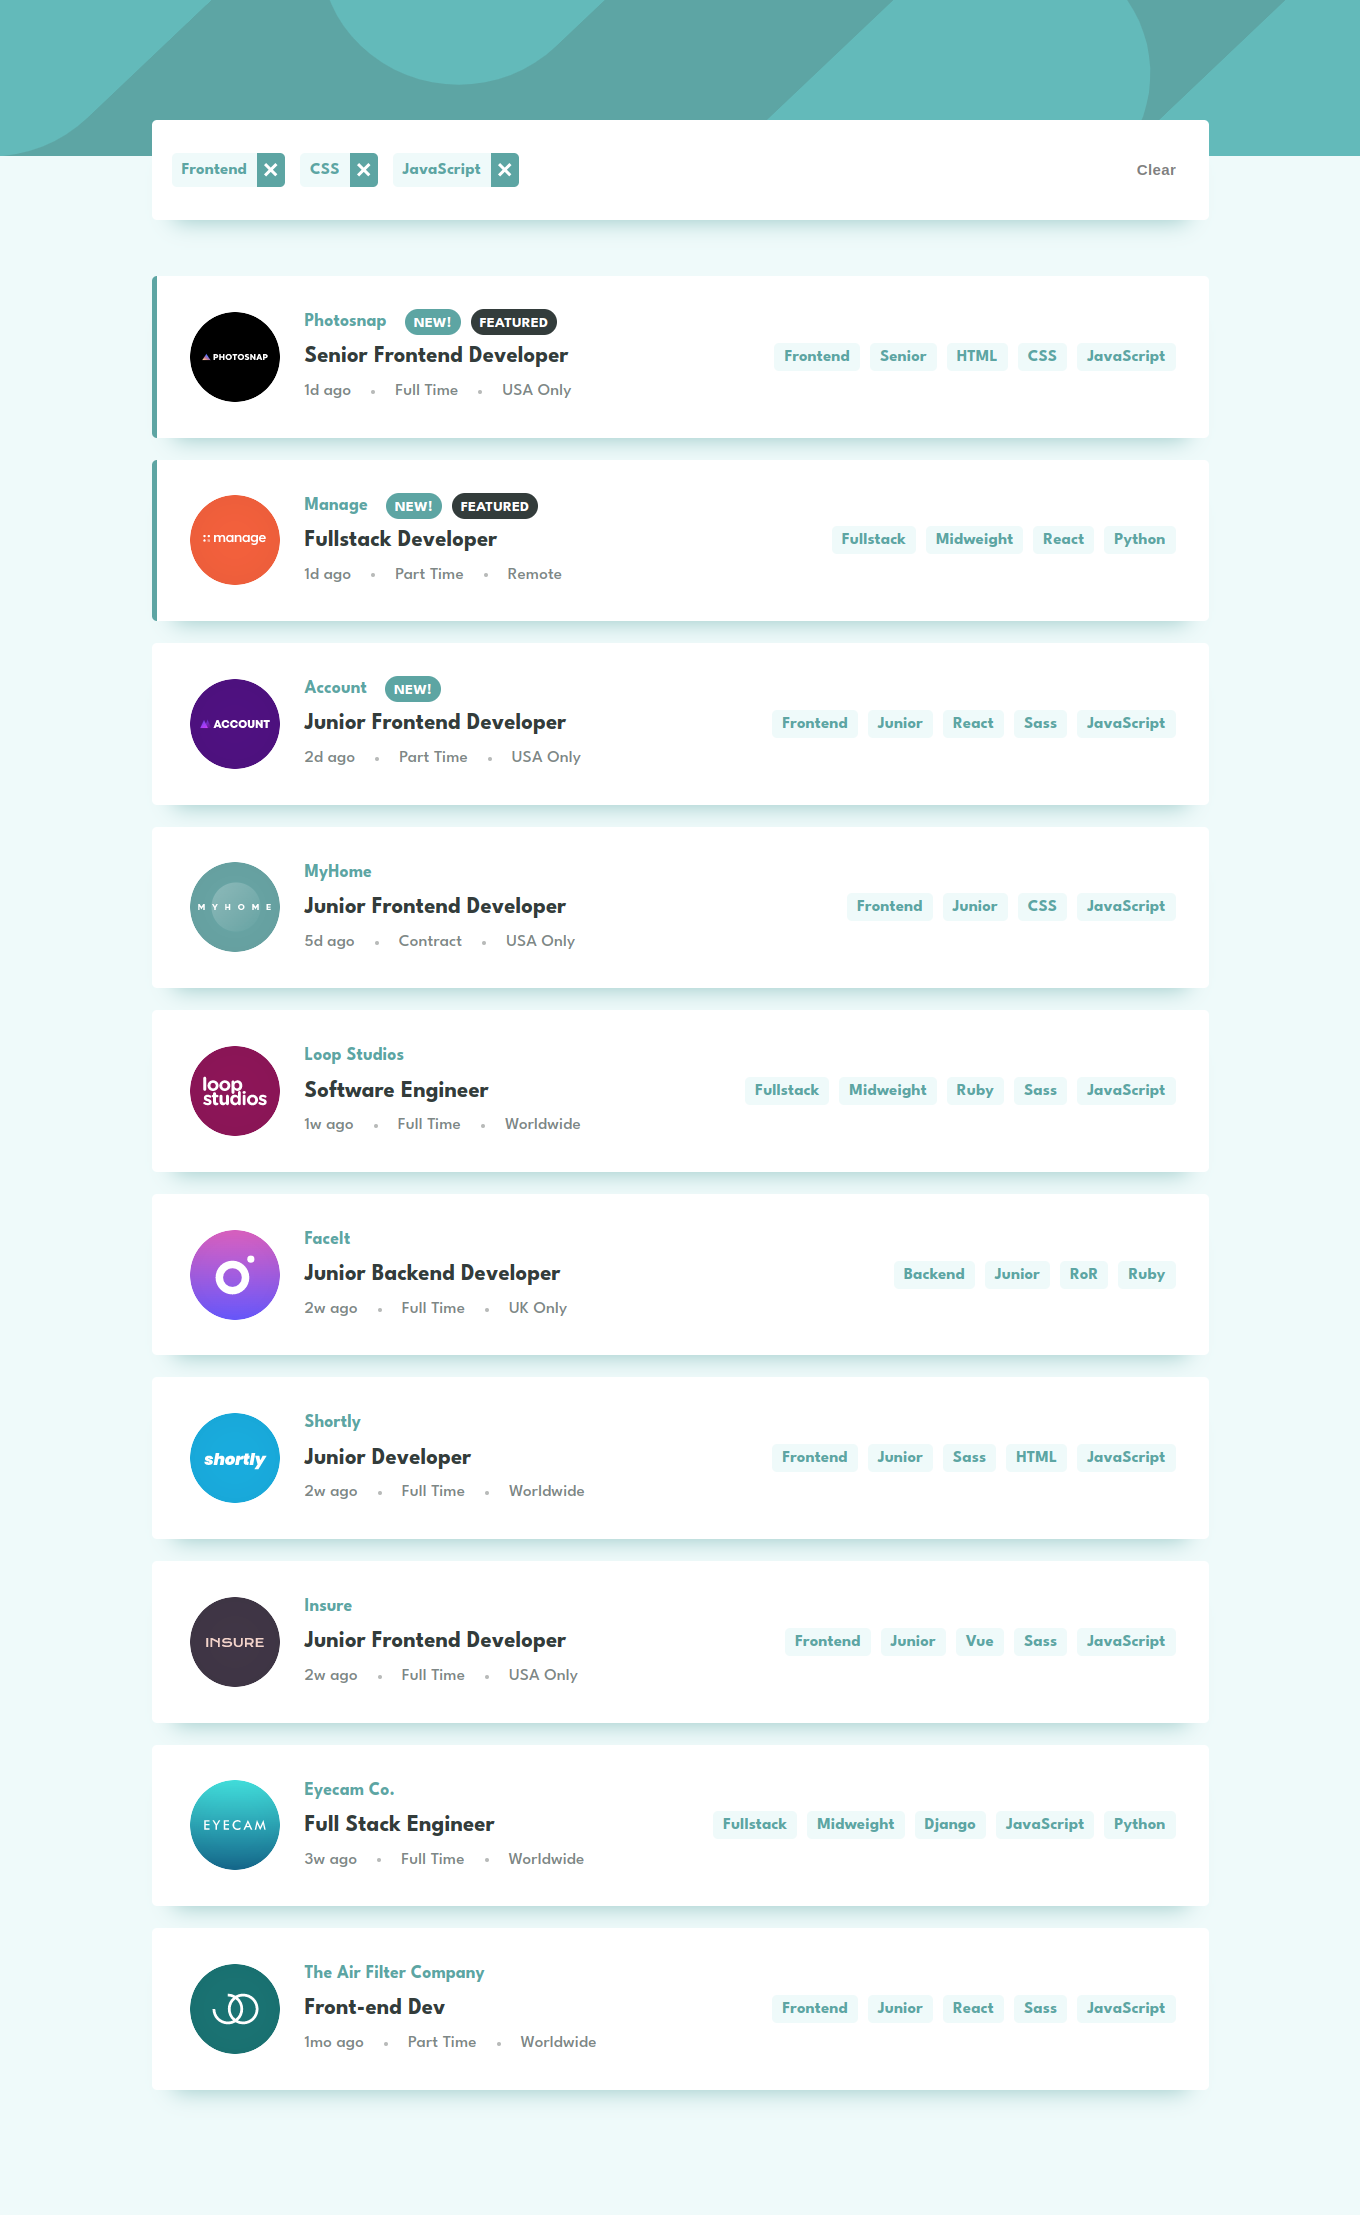 Frontend CSS JavaScript Clear
Photosnap NEW! FEATURED
PHOTOSNAP
Senior Frontend Developer
Frontend Senior HTML CSS JavaScript
1d ago • Full Time • USA Only
Manage NEW! FEATURED
manage
Fullstack Developer
Fullstack Midweight React Python
1d ago • Part Time • Remote
Account NEW!
ACCOUNT
Junior Frontend Developer
Frontend Junior React Sass JavaScript
2d ago • Part Time • USA Only
MyHome
MYHOME
Junior Frontend Developer
Frontend Junior CSS JavaScript
5d ago • Contract • USA Only
Loop Studios
loop
studios
Software Engineer
Fullstack Midweight Ruby Sass JavaScript
1w ago • Full Time • Worldwide
FaceIt
Junior Backend Developer
Backend Junior RoR Ruby
2w ago • Full Time • UK Only
Shortly
shortly
Junior Developer
Frontend Junior Sass HTML JavaScript
2w ago • Full Time • Worldwide
Insure
INSURE
Junior Frontend Developer
Frontend Junior Vue Sass JavaScript
2w ago • Full Time • USA Only
Eyecam Co.
EYECAM
Full Stack Engineer
Fullstack Midweight Django JavaScript Python
3w ago • Full Time • Worldwide
The Air Filter Company
Front-end Dev
Frontend Junior React Sass JavaScript
1mo ago • Part Time • Worldwide